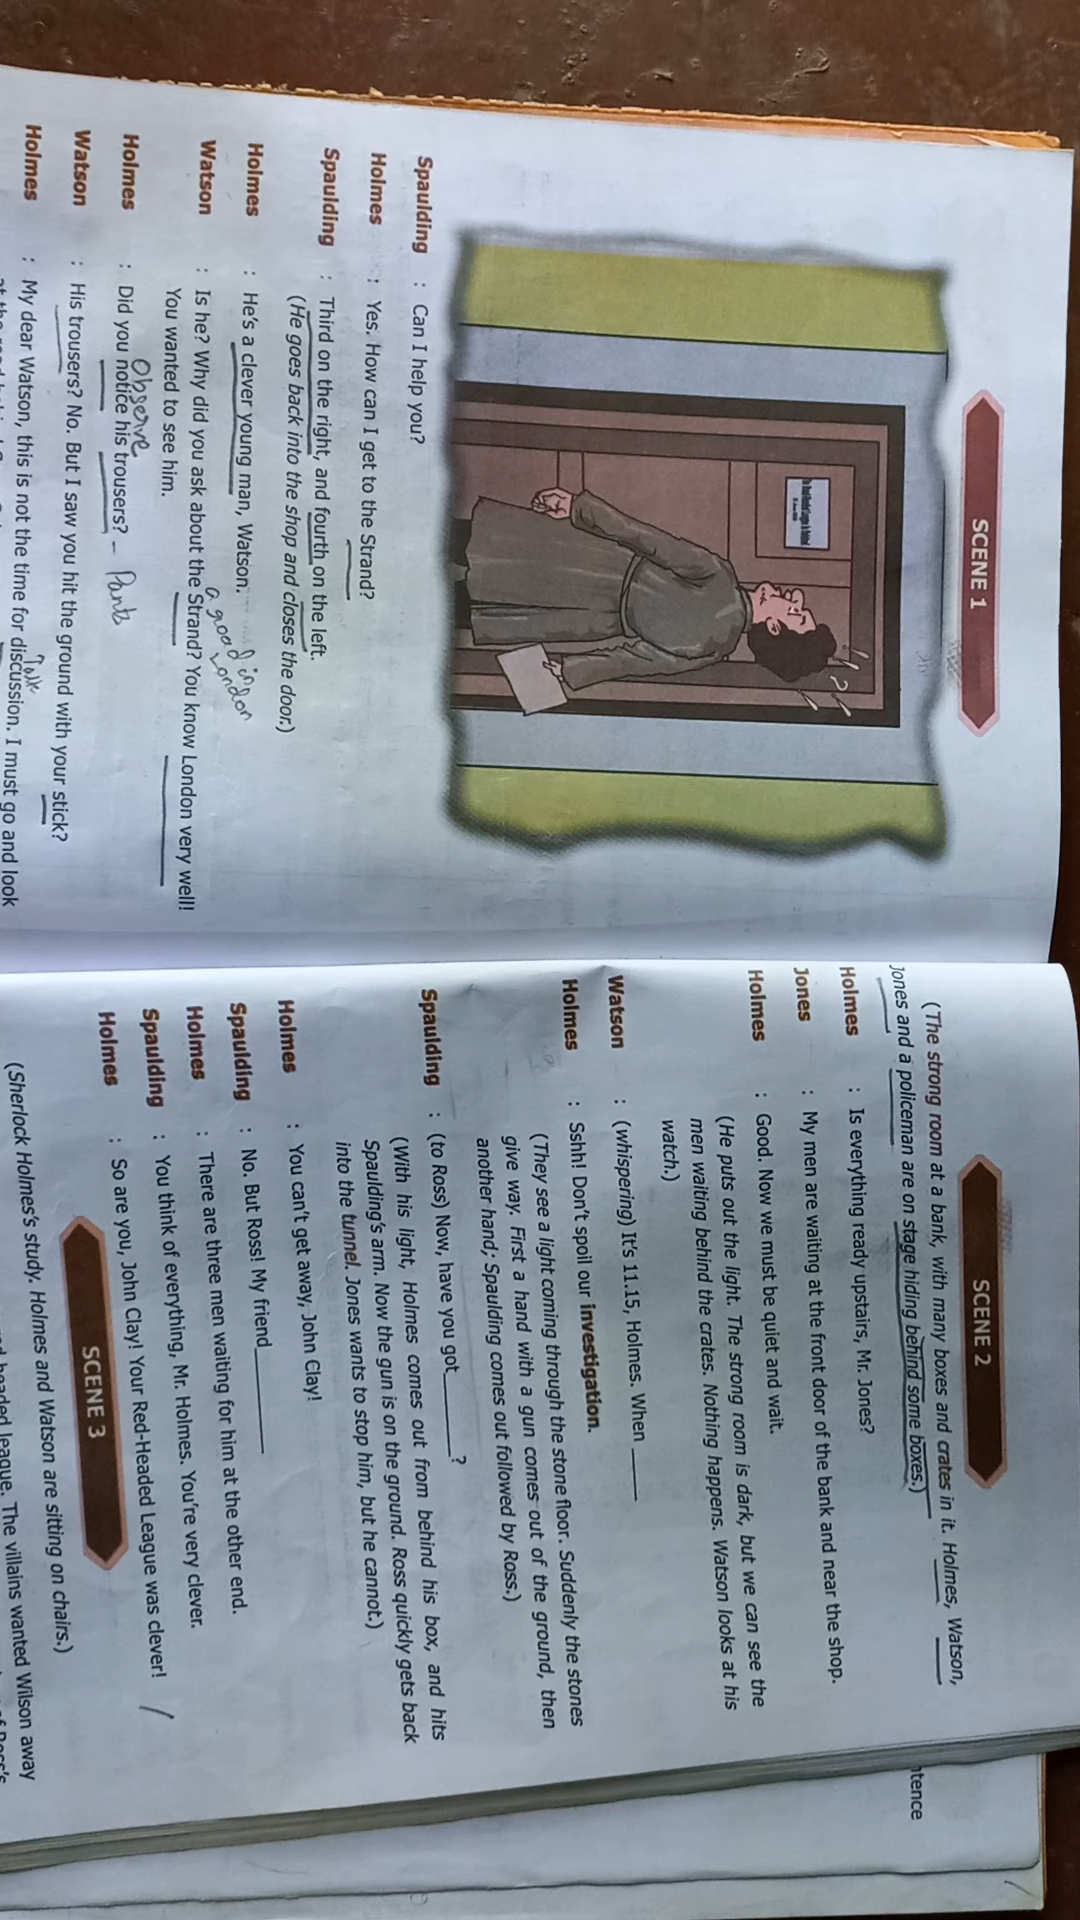 SCENE 1
Spaulding : Can I help you?
Holmes : Yes. How can I get to the Strand?
Spaulding : Third on the right, and fourth on the left.
(He goes back into the shop and closes the door.)
Holmes : He's a clever young man, Watson.
a good in
London
Watson : Is he? Why did you ask about the Strand? You know London very well!
You wanted to see him.
Observe
Holmes : Did you notice his trousers? – Pants
Watson : His trousers? No. But I saw you hit the ground with your stick?
Talk
Holmes : My dear Watson, this is not the time for discussion. I must go and look
SCENE 2
(The strong room at a bank, with many boxes and crates in it. Holmes, Watson,
Jones and a policeman are on stage hiding behind some boxes.)
Holmes : Is everything ready upstairs, Mr. Jones?
Jones : My men are waiting at the front door of the bank and near the shop.
Holmes : Good. Now we must be quiet and wait.
(He puts out the light. The strong room is dark, but we can see the
men waiting behind the crates. Nothing happens. Watson looks at his
watch.)
Watson : (whispering) It's 11.15, Holmes. When ______
Holmes : Sshh! Don't spoil our investigation.
(They see a light coming through the stone floor. Suddenly the stones
give way. First a hand with a gun comes out of the ground, then
another hand; Spaulding comes out followed by Ross.)
Spaulding : (to Ross) Now, have you got________?
(With his light, Holmes comes out from behind his box, and hits
Spaulding's arm. Now the gun is on the ground. Ross quickly gets back
into the tunnel. Jones wants to stop him, but he cannot.)
Holmes : You can't get away, John Clay!
Spaulding : No. But Ross! My friend__________
Holmes : There are three men waiting for him at the other end.
Spaulding : You think of everything, Mr. Holmes. You're very clever.
Holmes : So are you, John Clay! Your Red-Headed League was clever!
SCENE 3
(Sherlock Holmes's study. Holmes and Watson are sitting on chairs.)
league. The villains wanted Wilson away
tence